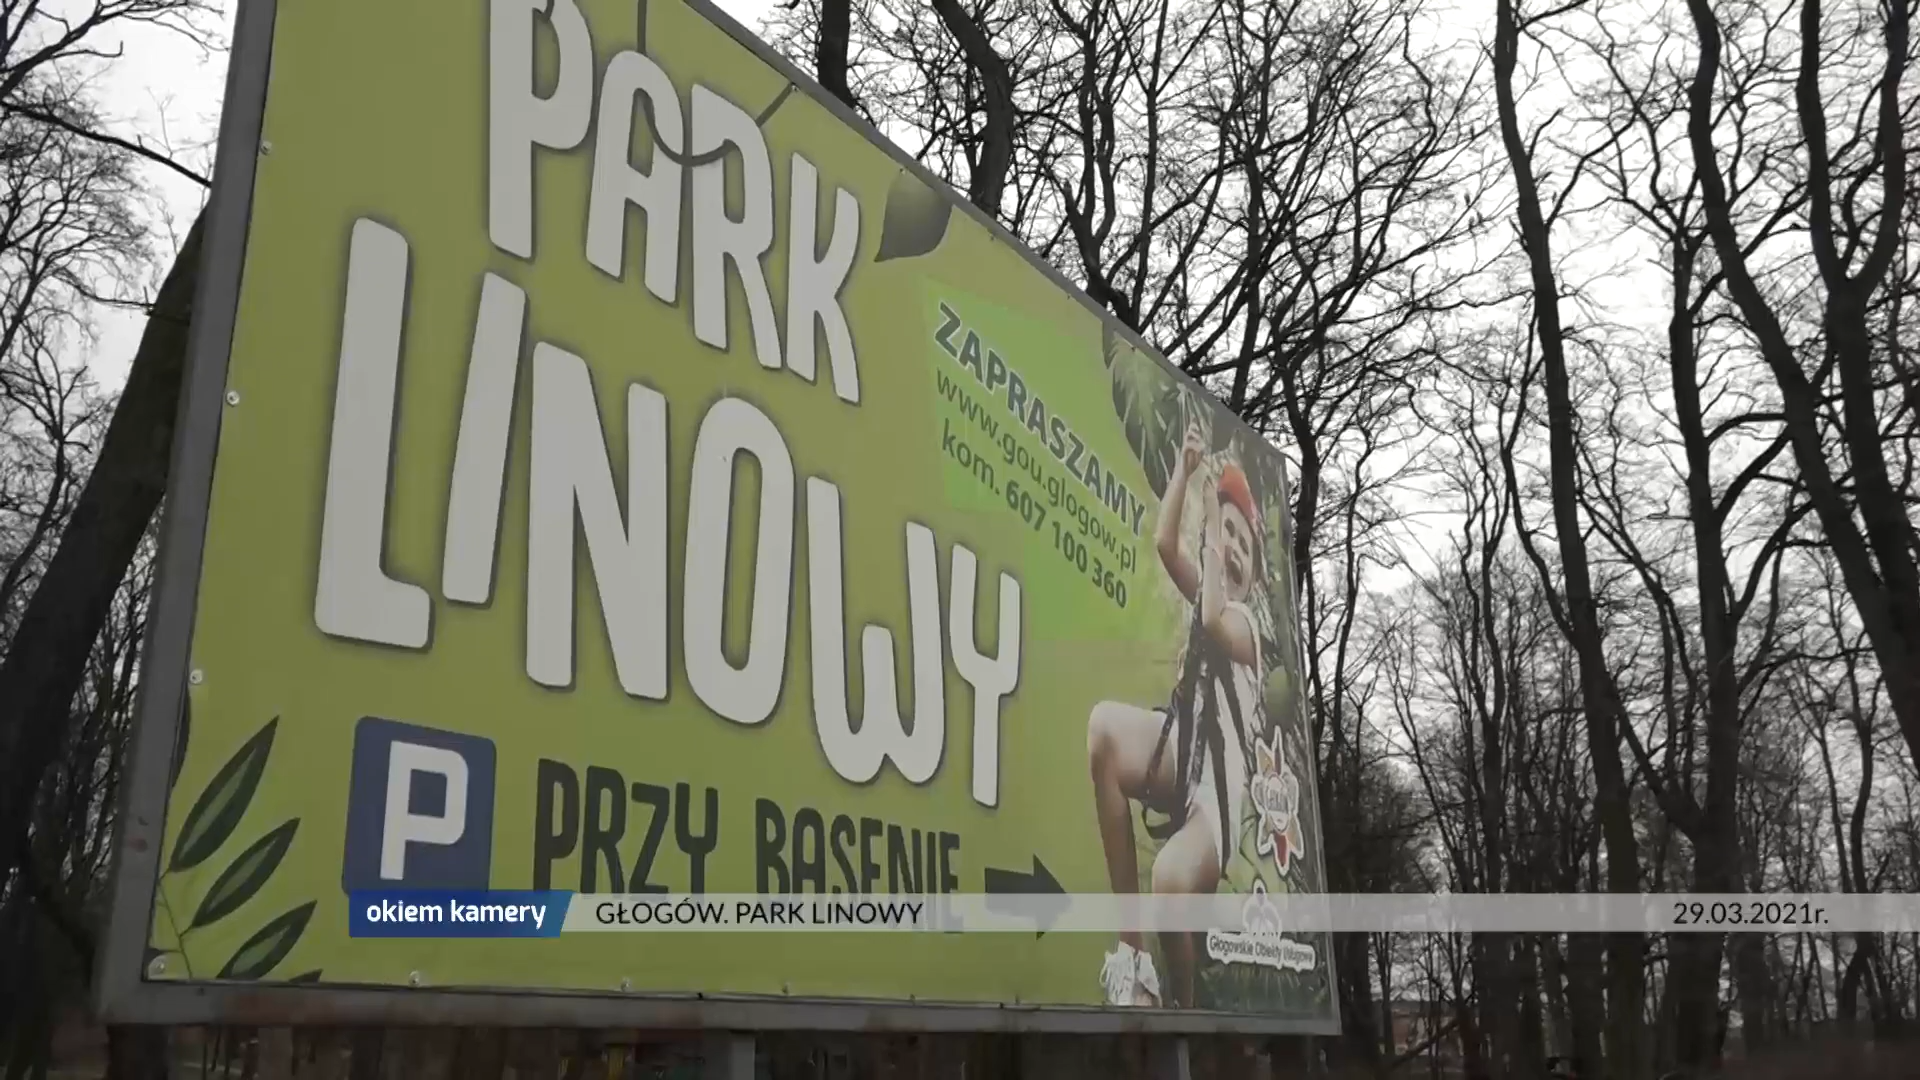 PARK
LINOWY
ZAPRASZAMY
www.gou.glogow.pl
kom. 607 100 360
P PRZY BASENIE
okiem kamery
GŁOGÓW. PARK LINOWY
29.03.2021r.
Głogowskie Obiekty Usługowe